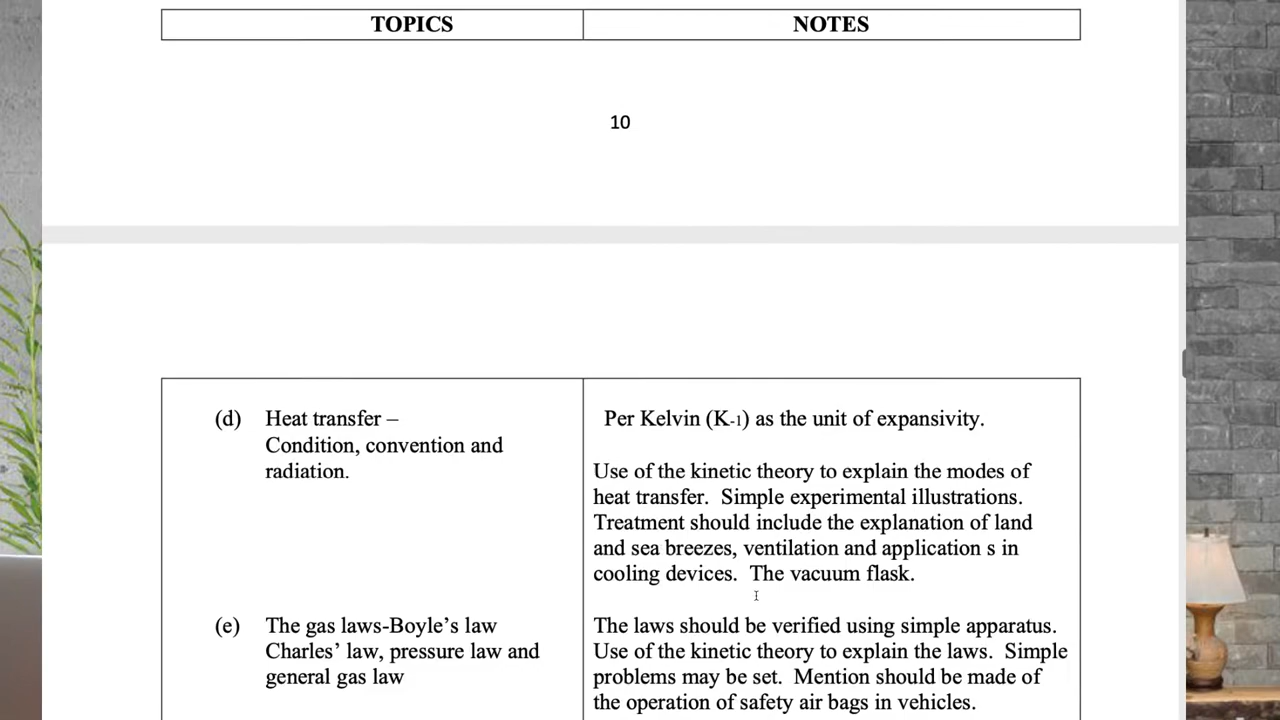 TOPICS NOTES
10
(d) Heat transfer – Per Kelvin (K-1) as the unit of expansivity.
Condition, convention and
radiation. Use of the kinetic theory to explain the modes of
heat transfer. Simple experimental illustrations.
Treatment should include the explanation of land
and sea breezes, ventilation and application s in
cooling devices. The vacuum flask.
(e) The gas laws-Boyle’s law The laws should be verified using simple apparatus.
Charles’ law, pressure law and Use of the kinetic theory to explain the laws. Simple
general gas law problems may be set. Mention should be made of
the operation of safety air bags in vehicles.